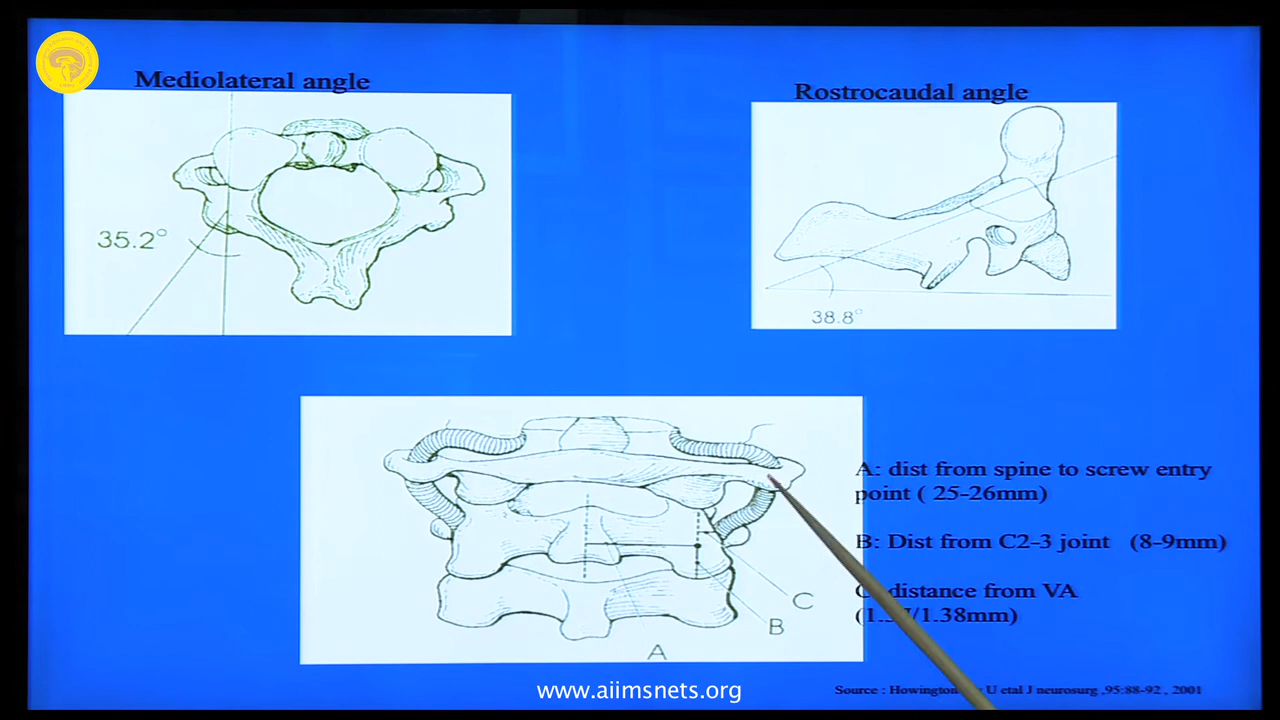 Mediolateral angle
Rostrocaudal angle
35.2°
38.8°
A: dist from spine to screw entry
point ( 25-26mm)
B: Dist from C2-3 joint (8-9mm)
distance from VA
/1.38mm)
C
B
A
www.aiimsnets.org
Source : Howington U etal J neurosurg ,95:88-92 , 2001